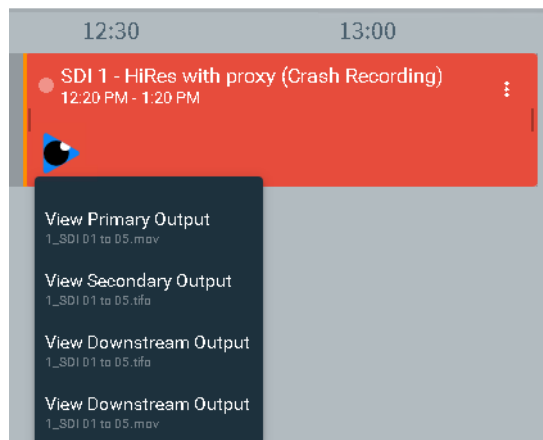 12:30 13:00
SDI 1 - HiRes with proxy (Crash Recording)
12:20 PM - 1:20 PM
View Primary Output
1_SDI 01 to 05.mov
View Secondary Output
1_SDI 01 to 05.tifo
View Downstream Output
1_SDI 01 to 05.tifo
View Downstream Output
1_SDI 01 to 05.mov